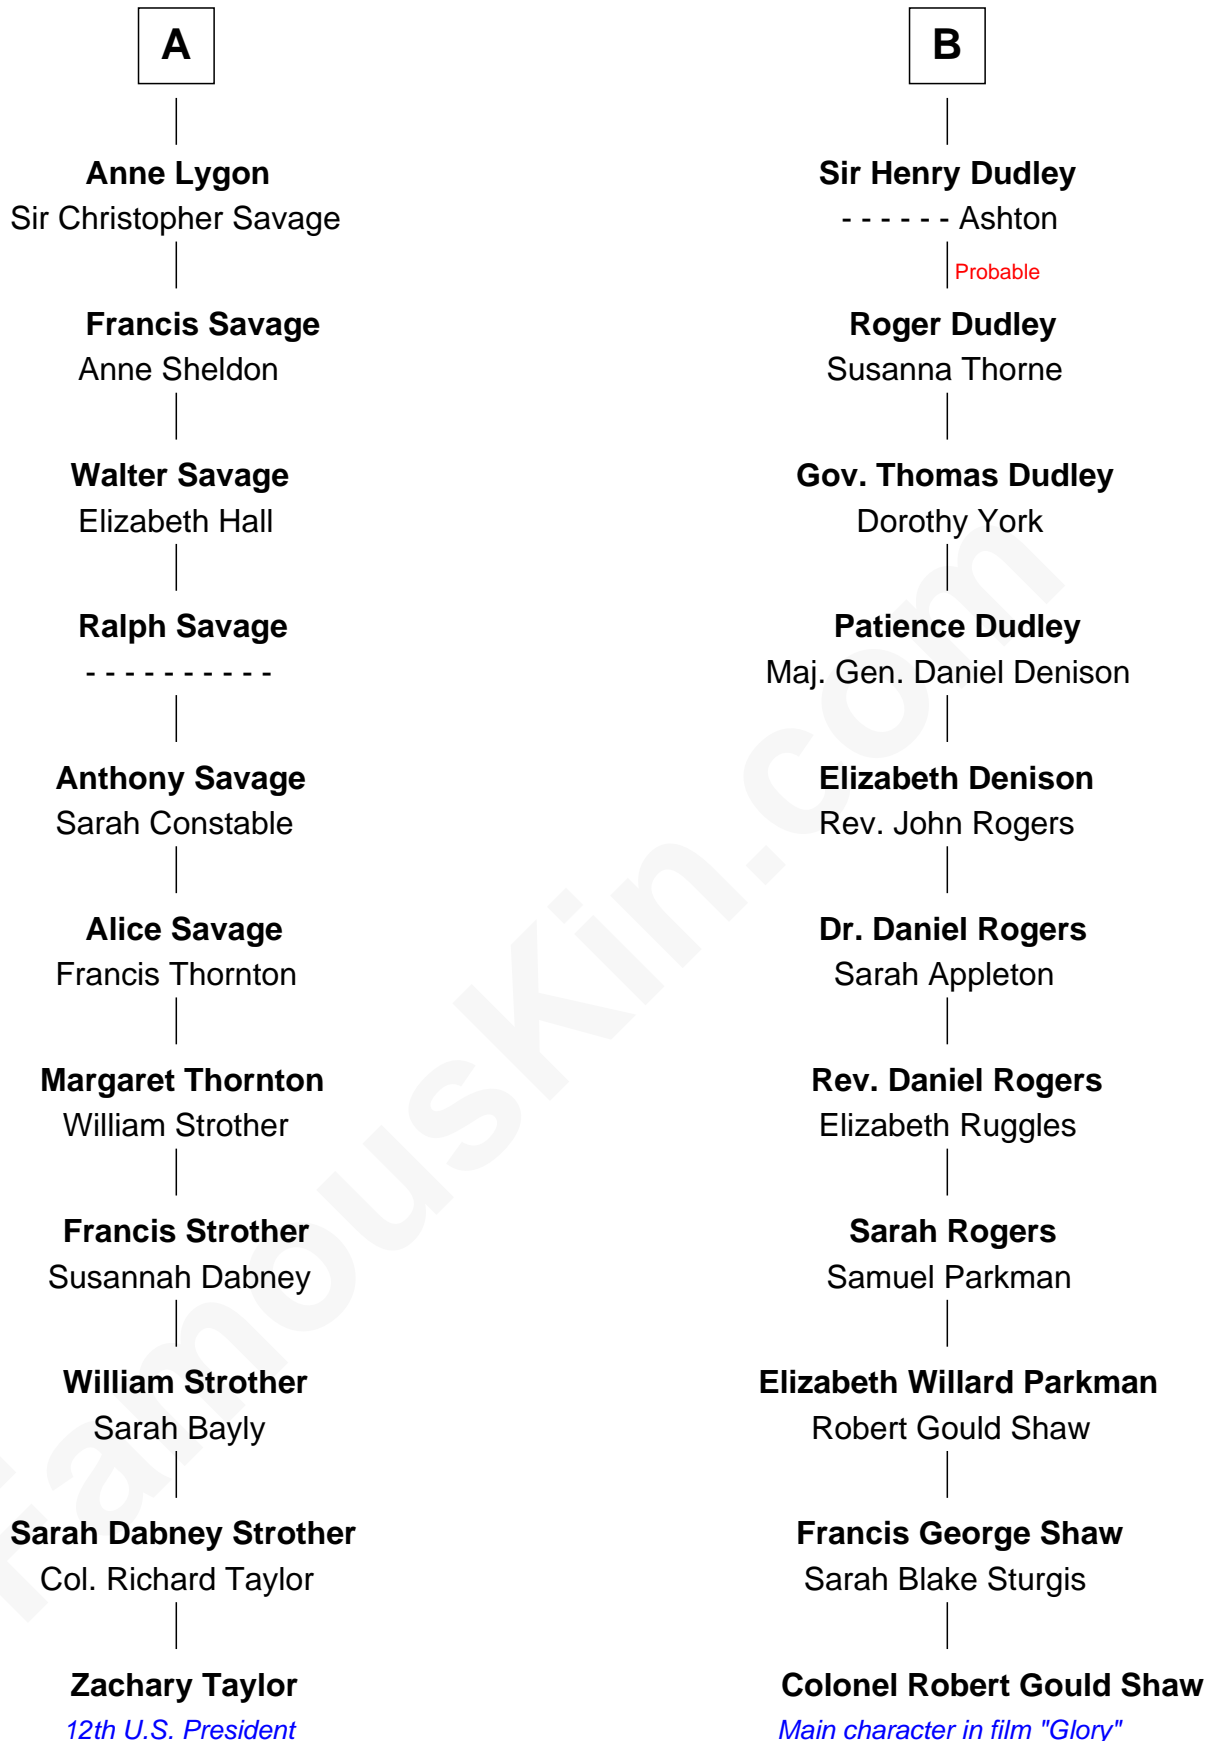 A
Anne Lygon
Sir Christopher Savage
Francis Savage
Anne Sheldon
Walter Savage
Elizabeth Hall
Ralph Savage
- - - - - - - - - -
Anthony Savage
Sarah Constable
Alice Savage
Francis Thornton
Margaret Thornton
William Strother
Francis Strother
Susannah Dabney
William Strother
Sarah Bayly
Sarah Dabney Strother
Col. Richard Taylor
Zachary Taylor
12th U.S. President
B
Sir Henry Dudley
- - - - - - Ashton
Probable
Roger Dudley
Susanna Thorne
Gov. Thomas Dudley
Dorothy York
Patience Dudley
Maj. Gen. Daniel Denison
Elizabeth Denison
Rev. John Rogers
Dr. Daniel Rogers
Sarah Appleton
Rev. Daniel Rogers
Elizabeth Ruggles
Sarah Rogers
Samuel Parkman
Elizabeth Willard Parkman
Robert Gould Shaw
Francis George Shaw
Sarah Blake Sturgis
Colonel Robert Gould Shaw
Main character in film "Glory"
FamousKin.com